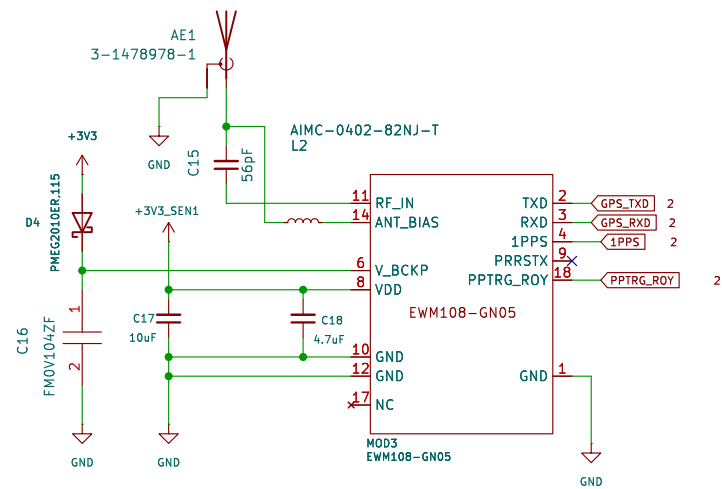 AE1
3-1478978-1
GND
AIMC-0402-82NJ-T
L2
C15
56pF
+3V3
D4
PMEG2010ER,115
+3V3_SEN1
11
RF_IN
14
ANT_BIAS
6
V_BCKP
8
VDD
10
GND
12
GND
17
NC
TXD
2
GPS_TXD
2
RXD
3
GPS_RXD
2
1PPS
4
1PPS
2
PRRSTX
9
PPTRG_ROY
18
PPTRG_ROY
2
EWM108-GN05
GND
1
C16
FM0V104ZF
1
2
C17
10uF
C18
4.7uF
MOD3
EWM108-GN05
GND
GND
GND